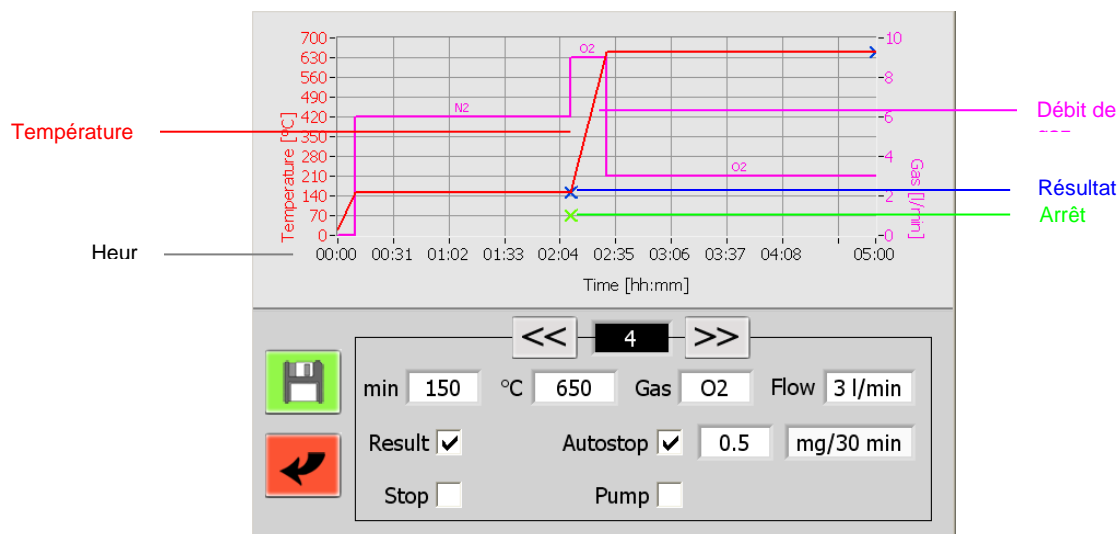 700
630
560
490
420
350
280
210
140
70
0
Temperature [°C]
10
8
6
4
2
0
Gas [l/min]
N2
O2
O2
00:00 00:31 01:02 01:33 02:04 02:35 03:06 03:37 04:08 05:00
Time [hh:mm]
Température
Heur
Débit de
Résultat
Arrêt
<< 4 >>
min 150 °C 650 Gas O2 Flow 3 l/min
Result Autostop 0.5 mg/30 min
Stop Pump